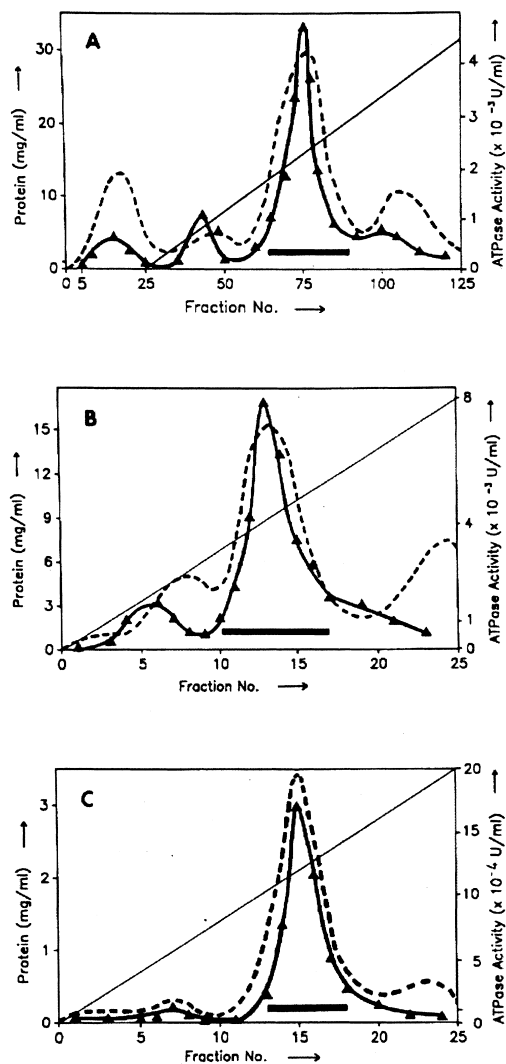 A
Protein (mg/ml) →
30
20
10
0
ATPase Activity (x 10⁻³ U/ml) →
4
3
2
1
0
0 5 25 50 75 100 125
Fraction No. →
B
Protein (mg/ml) →
15
12
9
6
3
0
ATPase Activity (x 10⁻³ U/ml) →
8
4
1
0
0 5 10 15 20 25
Fraction No. →
C
Protein (mg/ml) →
3
2
1
0
ATPase Activity (x 10⁻⁴ U/ml) →
20
15
10
5
0
0 5 10 15 20 25
Fraction No. →